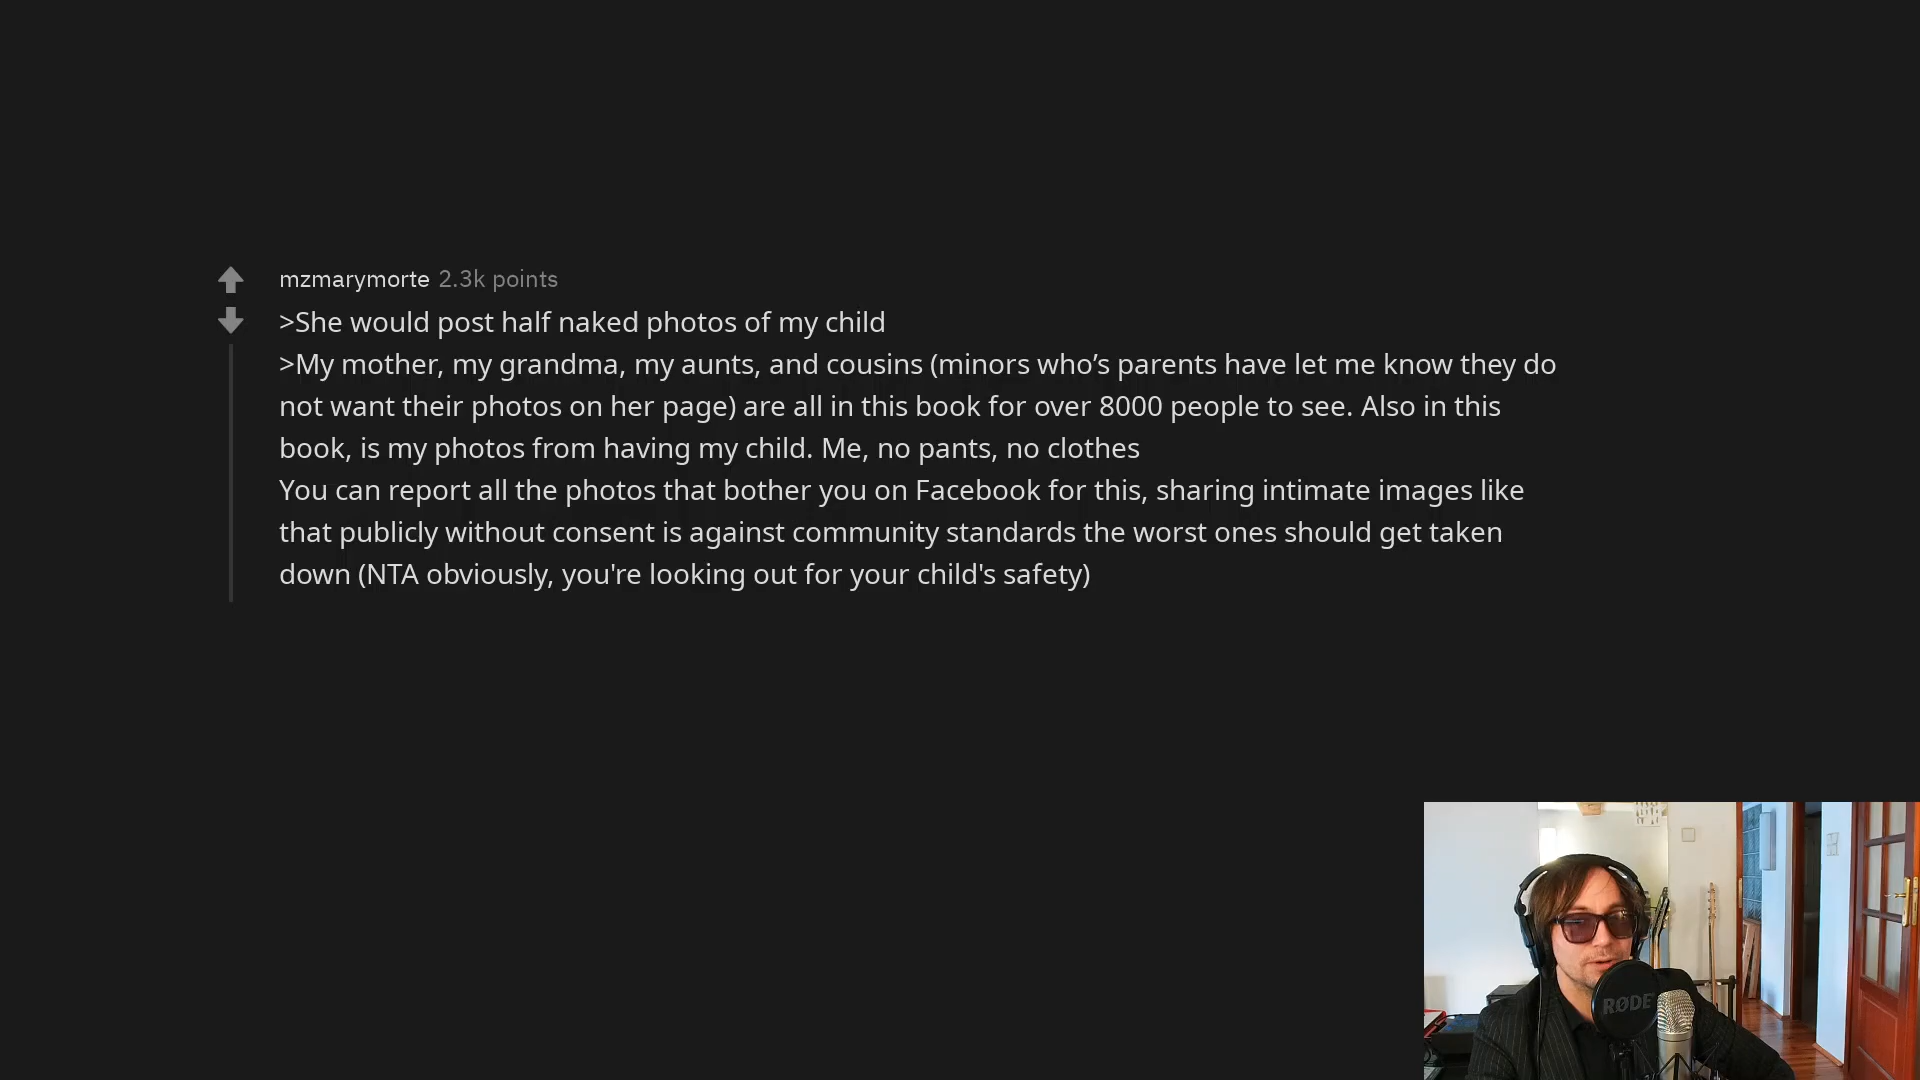 mzmarymorte 2.3k points
>She would post half naked photos of my child
>My mother, my grandma, my aunts, and cousins (minors who’s parents have let me know they do
not want their photos on her page) are all in this book for over 8000 people to see. Also in this
book, is my photos from having my child. Me, no pants, no clothes
You can report all the photos that bother you on Facebook for this, sharing intimate images like
that publicly without consent is against community standards the worst ones should get taken
down (NTA obviously, you're looking out for your child's safety)
RØDE